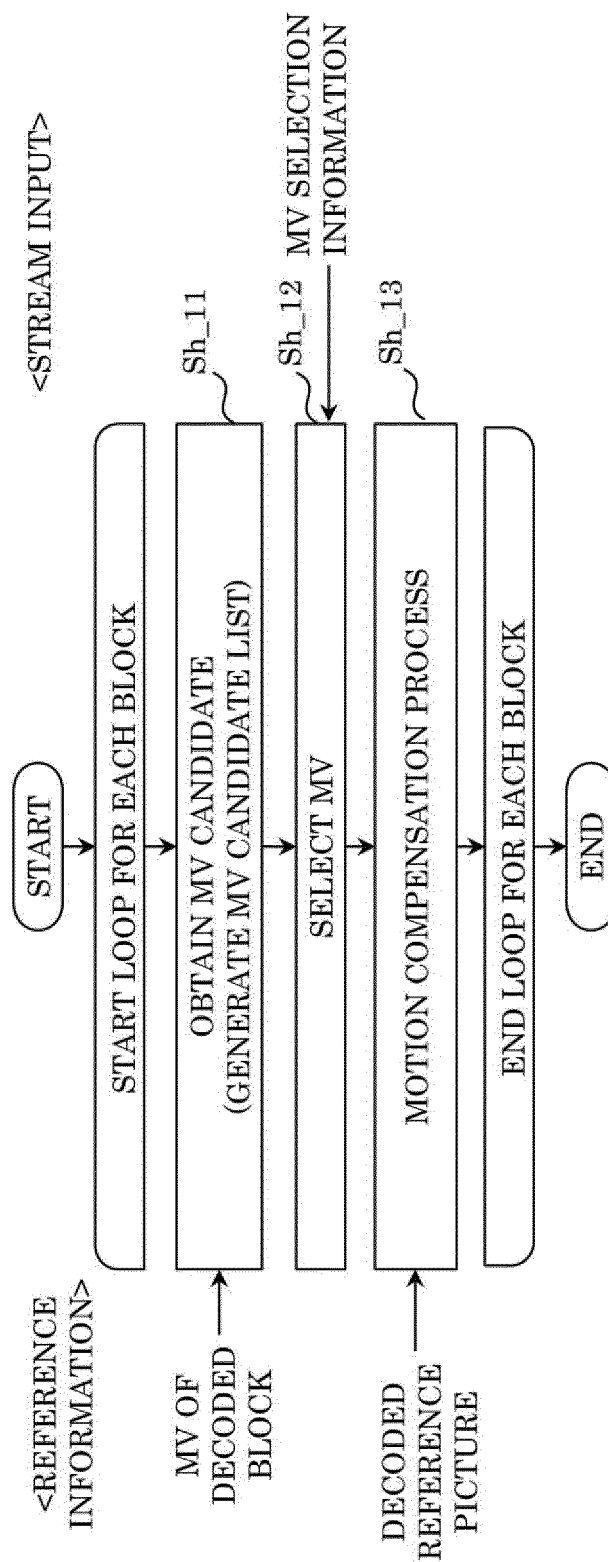 <REFERENCE
INFORMATION>
<STREAM INPUT>
START
START LOOP FOR EACH BLOCK
MV OF
DECODED
BLOCK
OBTAIN MV CANDIDATE
(GENERATE MV CANDIDATE LIST)
Sh_11
SELECT MV
Sh_12
MV SELECTION
INFORMATION
DECODED
REFERENCE
PICTURE
MOTION COMPENSATION PROCESS
Sh_13
END LOOP FOR EACH BLOCK
END